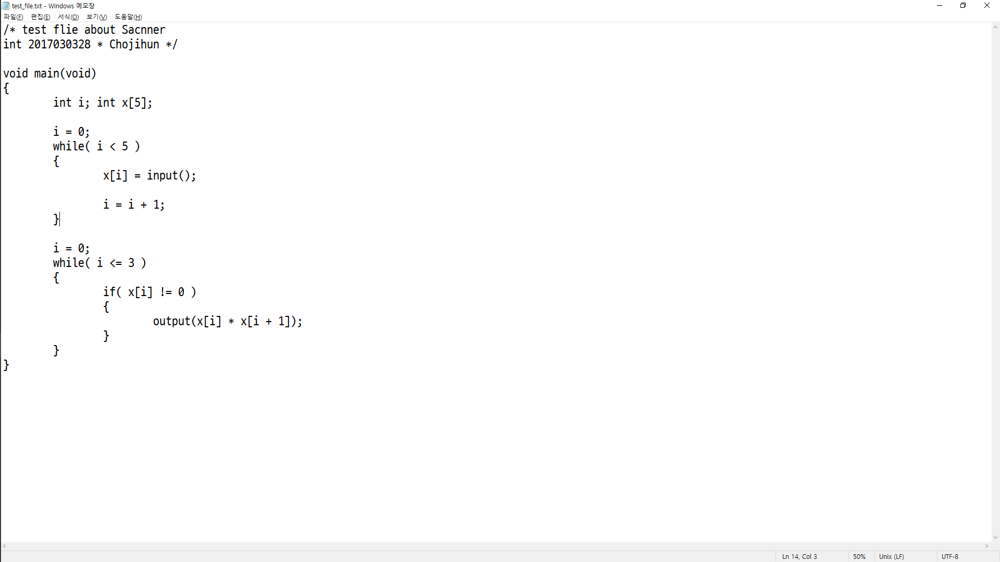 test_file.txt - Windows 메모장
파일(F) 편집(E) 서식(O) 보기(V) 도움말(H)
/* test flie about Sacnner
int 2017030328 * Chojihun */
void main(void)
{
int i; int x[5];
i = 0;
while( i < 5 )
{
x[i] = input();
i = i + 1;
}
i = 0;
while( i <= 3 )
{
if( x[i] != 0 )
{
output(x[i] * x[i + 1]);
}
}
}
Ln 14, Col 3 50% Unix (LF) UTF-8